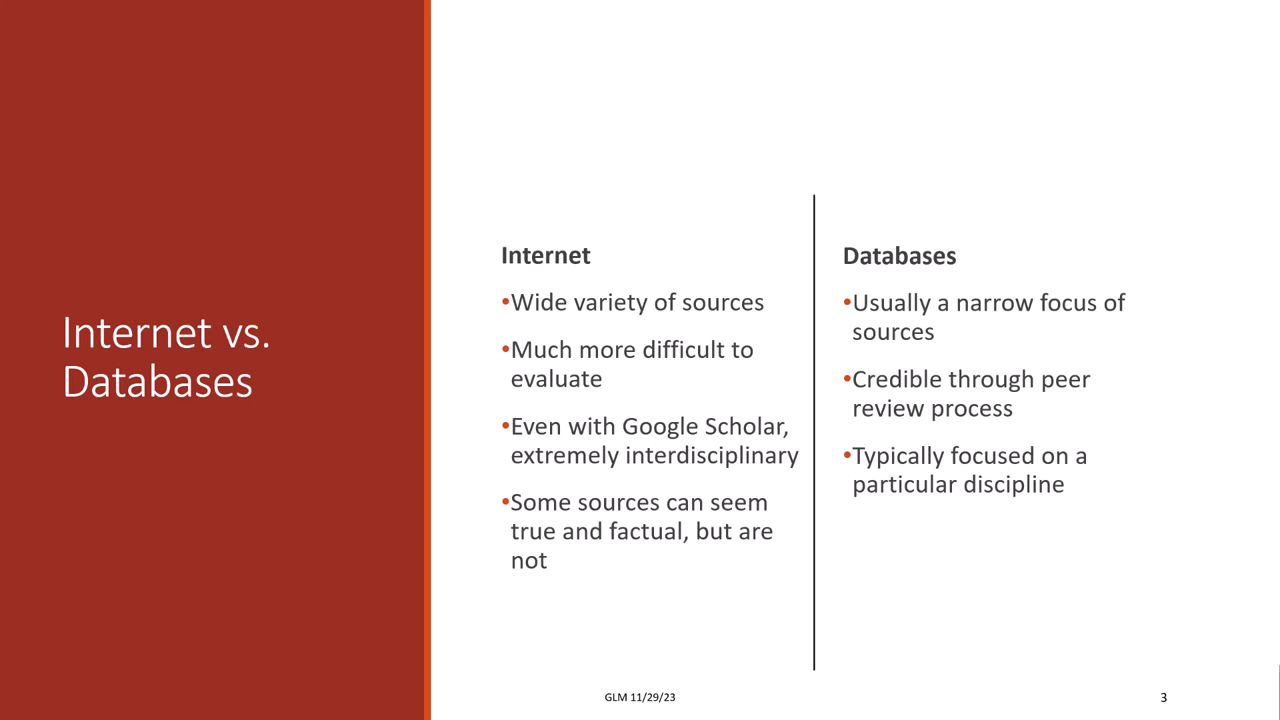 Internet vs.
Databases
Internet
•Wide variety of sources
•Much more difficult to
evaluate
•Even with Google Scholar,
extremely interdisciplinary
•Some sources can seem
true and factual, but are
not
Databases
•Usually a narrow focus of
sources
•Credible through peer
review process
•Typically focused on a
particular discipline
GLM 11/29/23
3